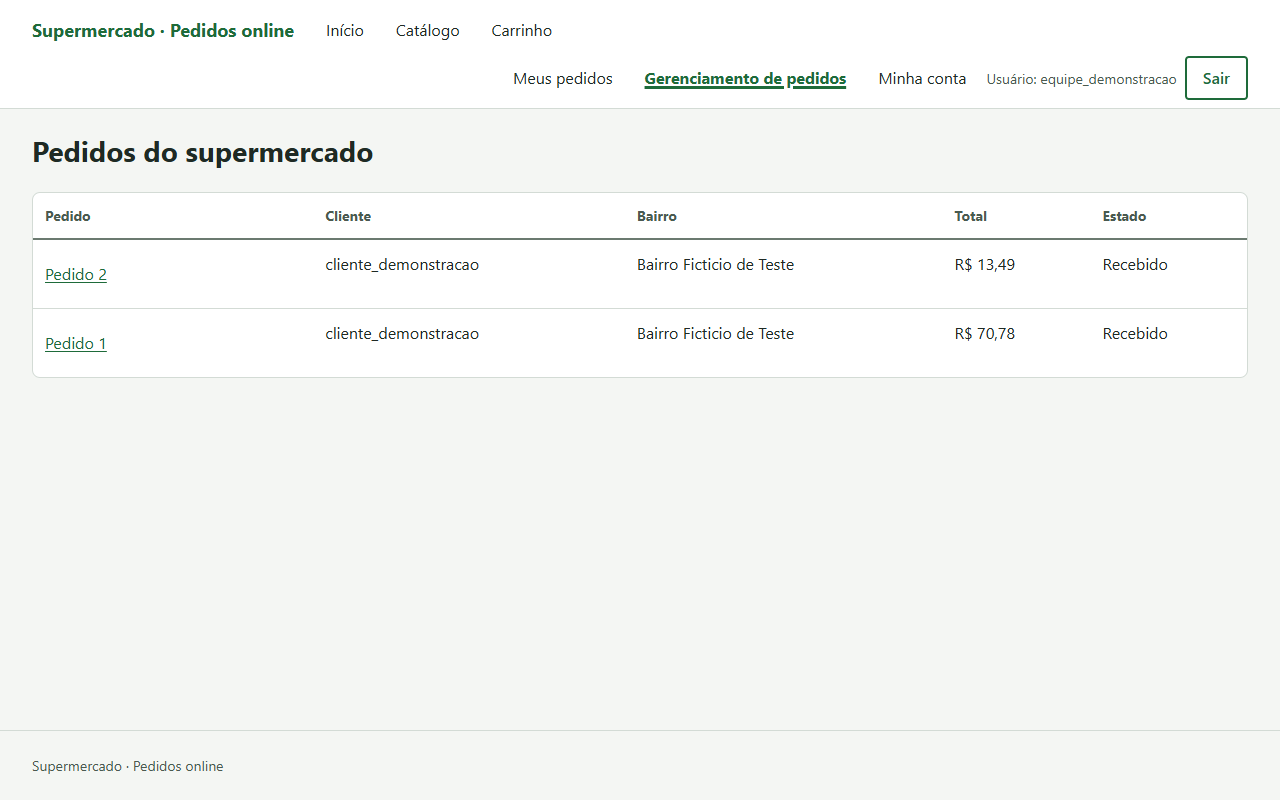 Supermercado · Pedidos online Início Catálogo Carrinho
Meus pedidos Gerenciamento de pedidos Minha conta Usuário: equipe_demonstracao Sair
Pedidos do supermercado
Pedido Cliente Bairro Total Estado
Pedido 2 cliente_demonstracao Bairro Ficticio de Teste R$ 13,49 Recebido
Pedido 1 cliente_demonstracao Bairro Ficticio de Teste R$ 70,78 Recebido
Supermercado · Pedidos online